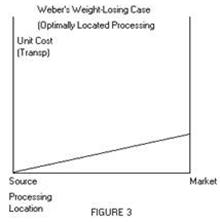 Weber's Weight-Losing Case
(Optimally Located Processing
Unit Cost
(Transp)
Source
Market
Processing
Location
FIGURE 3